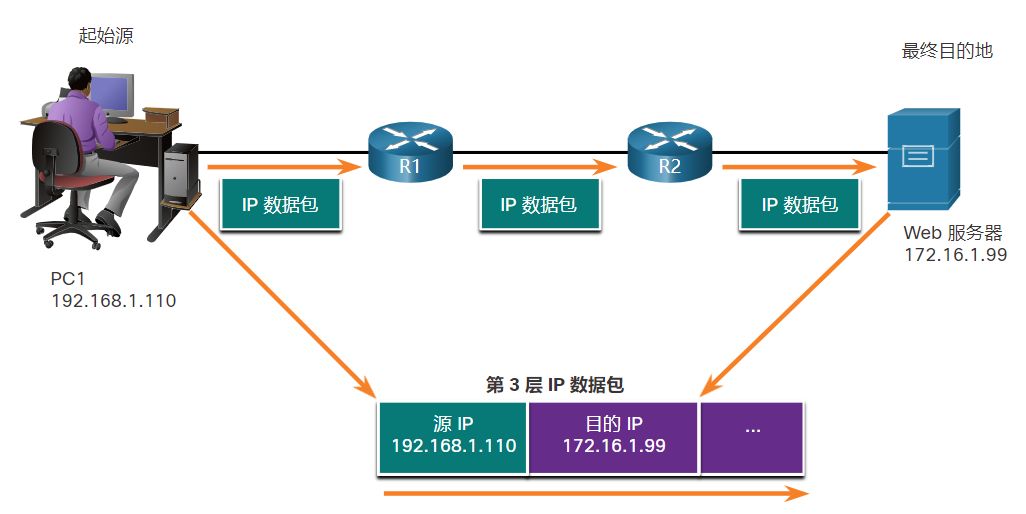 起始源
最终目的地
R1
R2
IP 数据包
IP 数据包
IP 数据包
Web 服务器
172.16.1.99
PC1
192.168.1.110
第 3 层 IP 数据包
源 IP
192.168.1.110
目的 IP
172.16.1.99
...